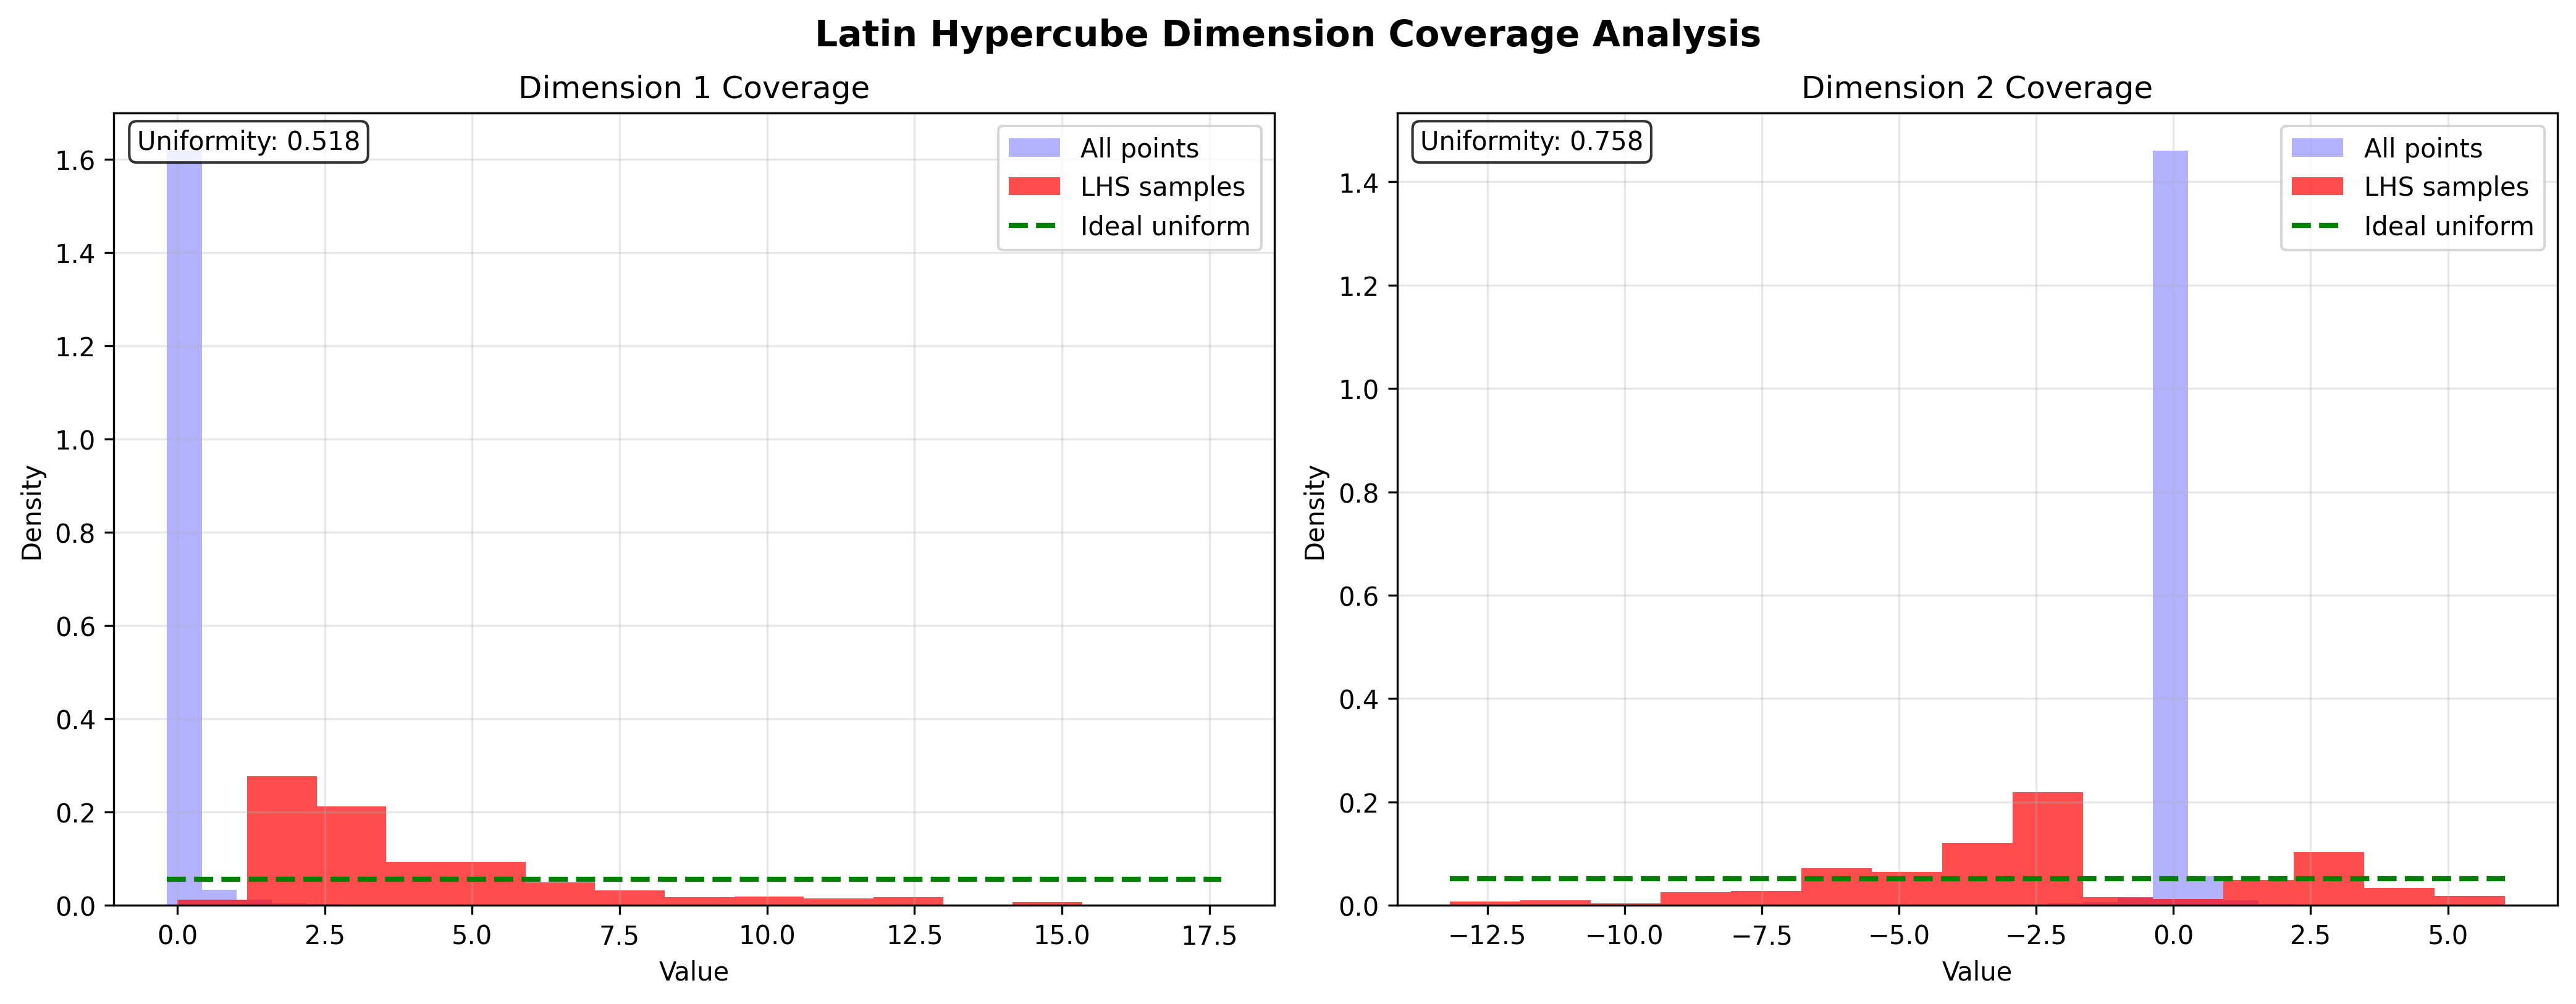 Latin Hypercube Dimension Coverage Analysis
Dimension 1 Coverage
Uniformity: 0.518
All points
LHS samples
Ideal uniform
1.6
1.4
1.2
1.0
0.8
0.6
0.4
0.2
0.0
Density
0.0 2.5 5.0 7.5 10.0 12.5 15.0 17.5
Value
Dimension 2 Coverage
Uniformity: 0.758
All points
LHS samples
Ideal uniform
1.4
1.2
1.0
0.8
0.6
0.4
0.2
0.0
Density
−12.5 −10.0 −7.5 −5.0 −2.5 0.0 2.5 5.0
Value